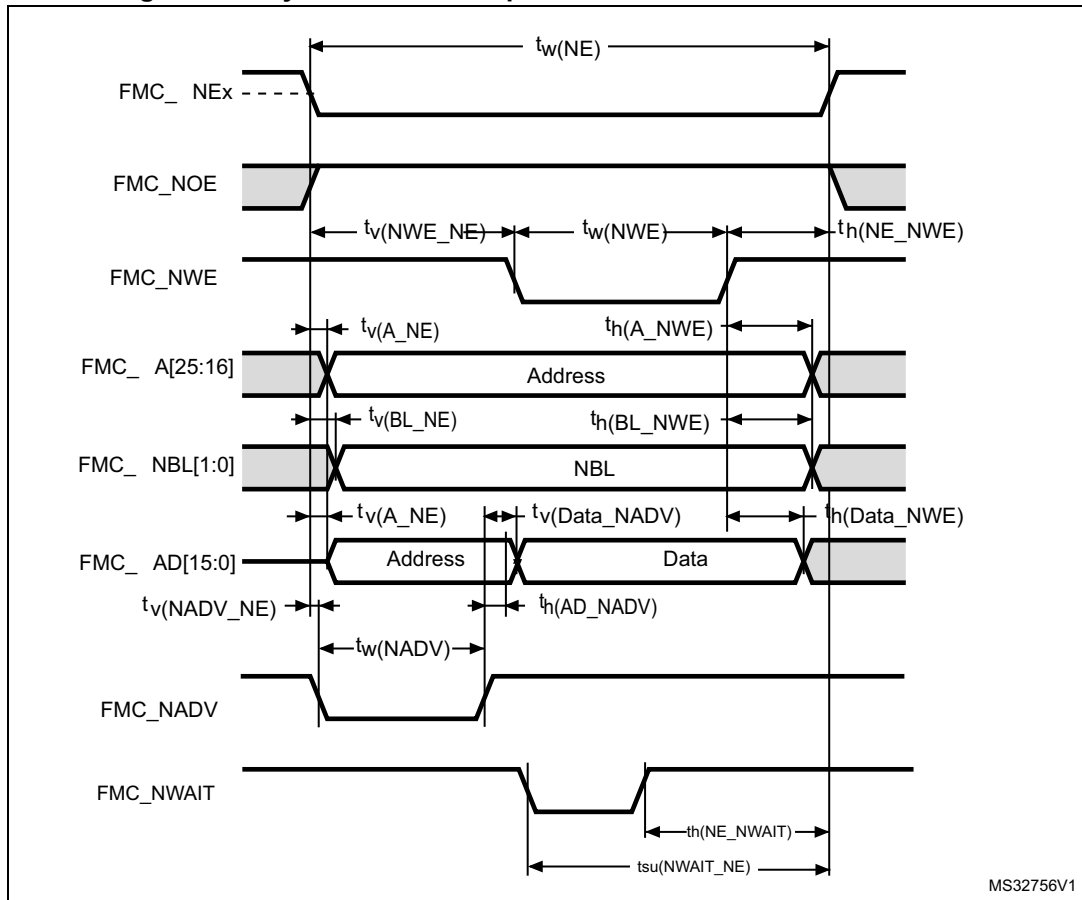 tw(NE)
FMC_ NEx
FMC_NOE
tv(NWE_NE) tw(NWE) th(NE_NWE)
FMC_NWE
tv(A_NE) th(A_NWE)
FMC_ A[25:16] Address
tv(BL_NE) th(BL_NWE)
FMC_ NBL[1:0] NBL
tv(A_NE) tv(Data_NADV) th(Data_NWE)
FMC_ AD[15:0] Address Data
tv(NADV_NE) th(AD_NADV)
tw(NADV)
FMC_NADV
FMC_NWAIT
th(NE_NWAIT)
tsu(NWAIT_NE)
MS32756V1